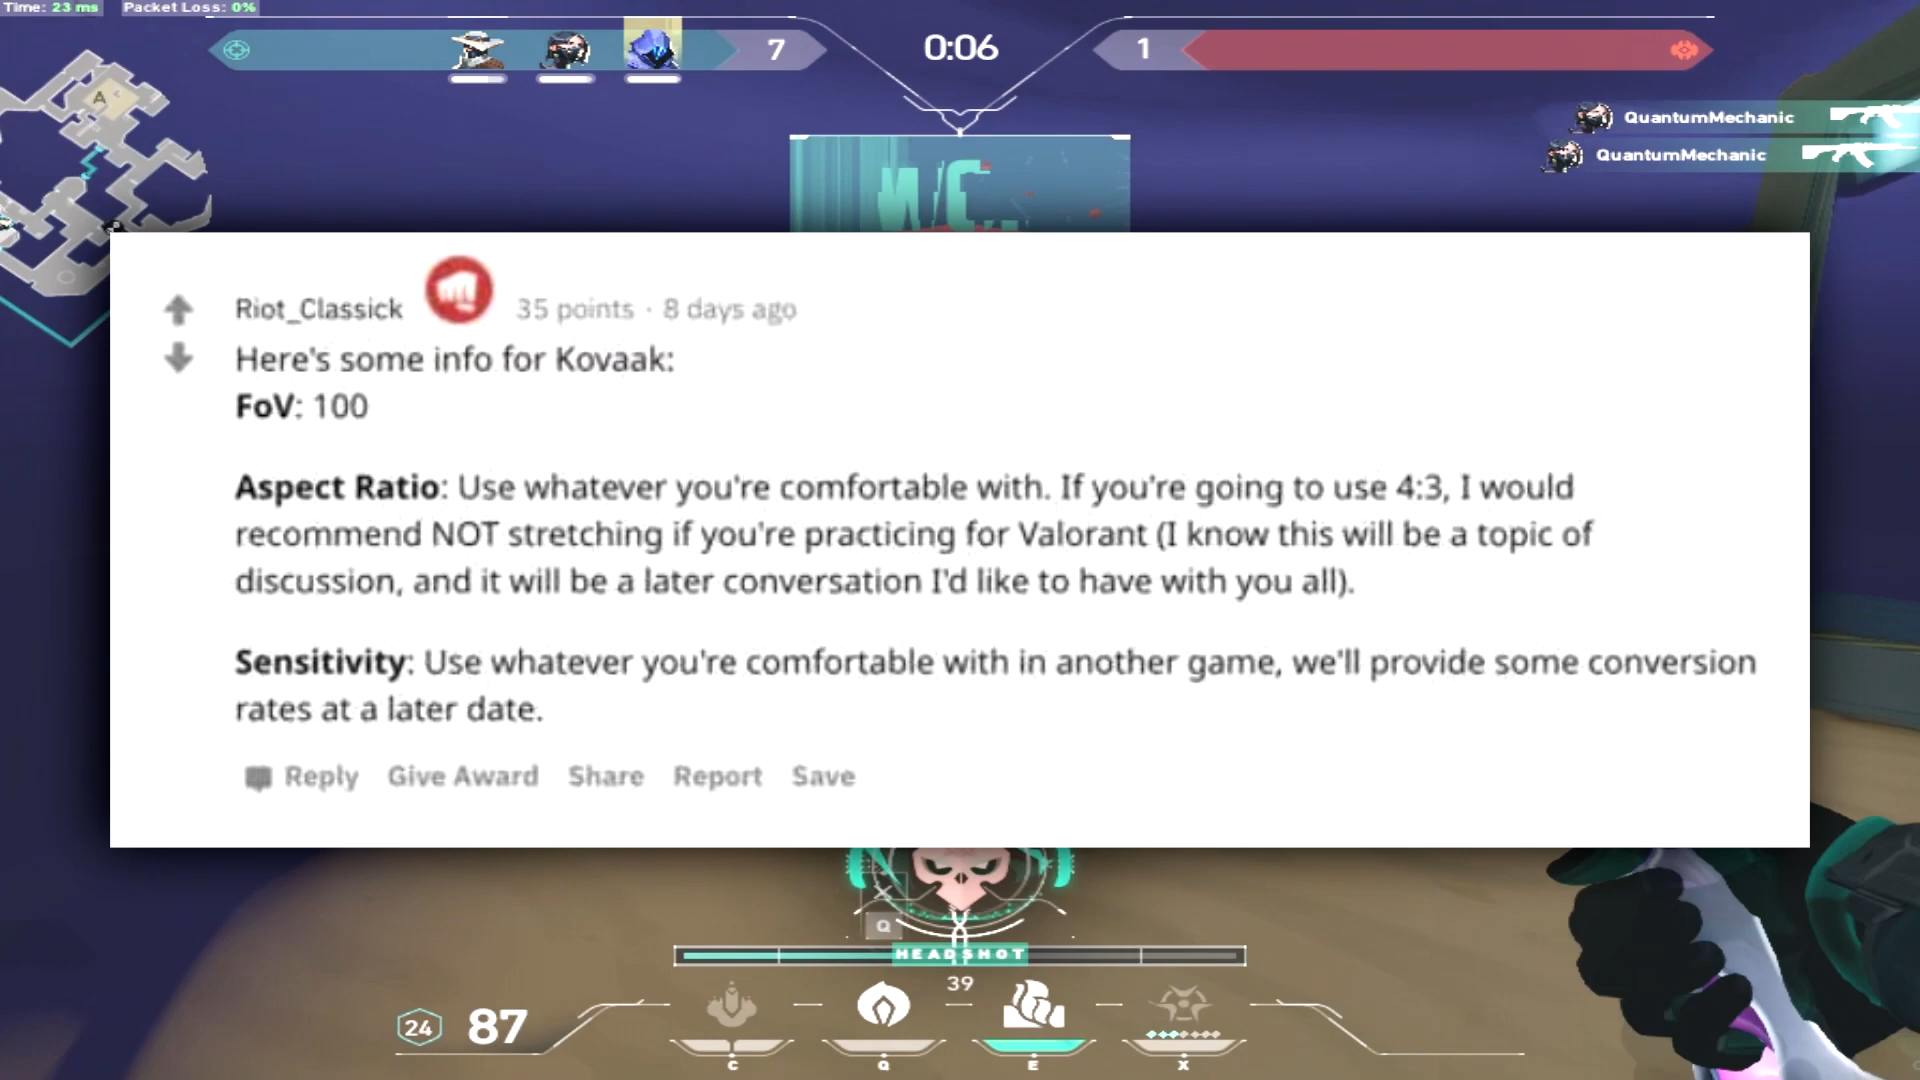 Time: 23 ms Packet Loss: 0%
7 0:06 1
A
QuantumMechanic
QuantumMechanic
Riot_Classick 35 points · 8 days ago
Here's some info for Kovaak:
FoV: 100
Aspect Ratio: Use whatever you're comfortable with. If you're going to use 4:3, I would
recommend NOT stretching if you're practicing for Valorant (I know this will be a topic of
discussion, and it will be a later conversation I'd like to have with you all).
Sensitivity: Use whatever you're comfortable with in another game, we'll provide some conversion
rates at a later date.
Reply Give Award Share Report Save
Q
HEADSHOT
39
24 87
C Q E X